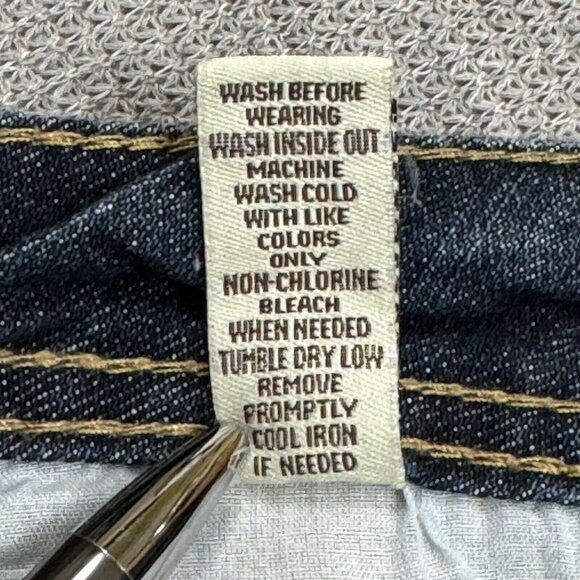 WASH BEFORE
WEARING
WASH INSIDE OUT
MACHINE
WASH COLD
WITH LIKE
COLORS
ONLY
NON-CHLORINE
BLEACH
WHEN NEEDED
TUMBLE DRY LOW
REMOVE
PROMPTLY
COOL IRON
IF NEEDED